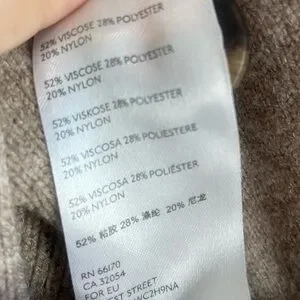 52% VISCOSE 28% POLYESTER
20% NYLON
52% VISCOSE 28% POLYESTER
20% NYLON
52% VISKOSE 28% POLYESTER
20% NYLON
52% VISCOSA 28% POLIESTERE
20% NYLON
52% VISCOSA 28% POLIÉSTER
20% NYLON
52% 粘胶 28% 涤纶 20% 尼龙
RN 66170
CA 32054
FOR EU
STREET
WC2H9NA